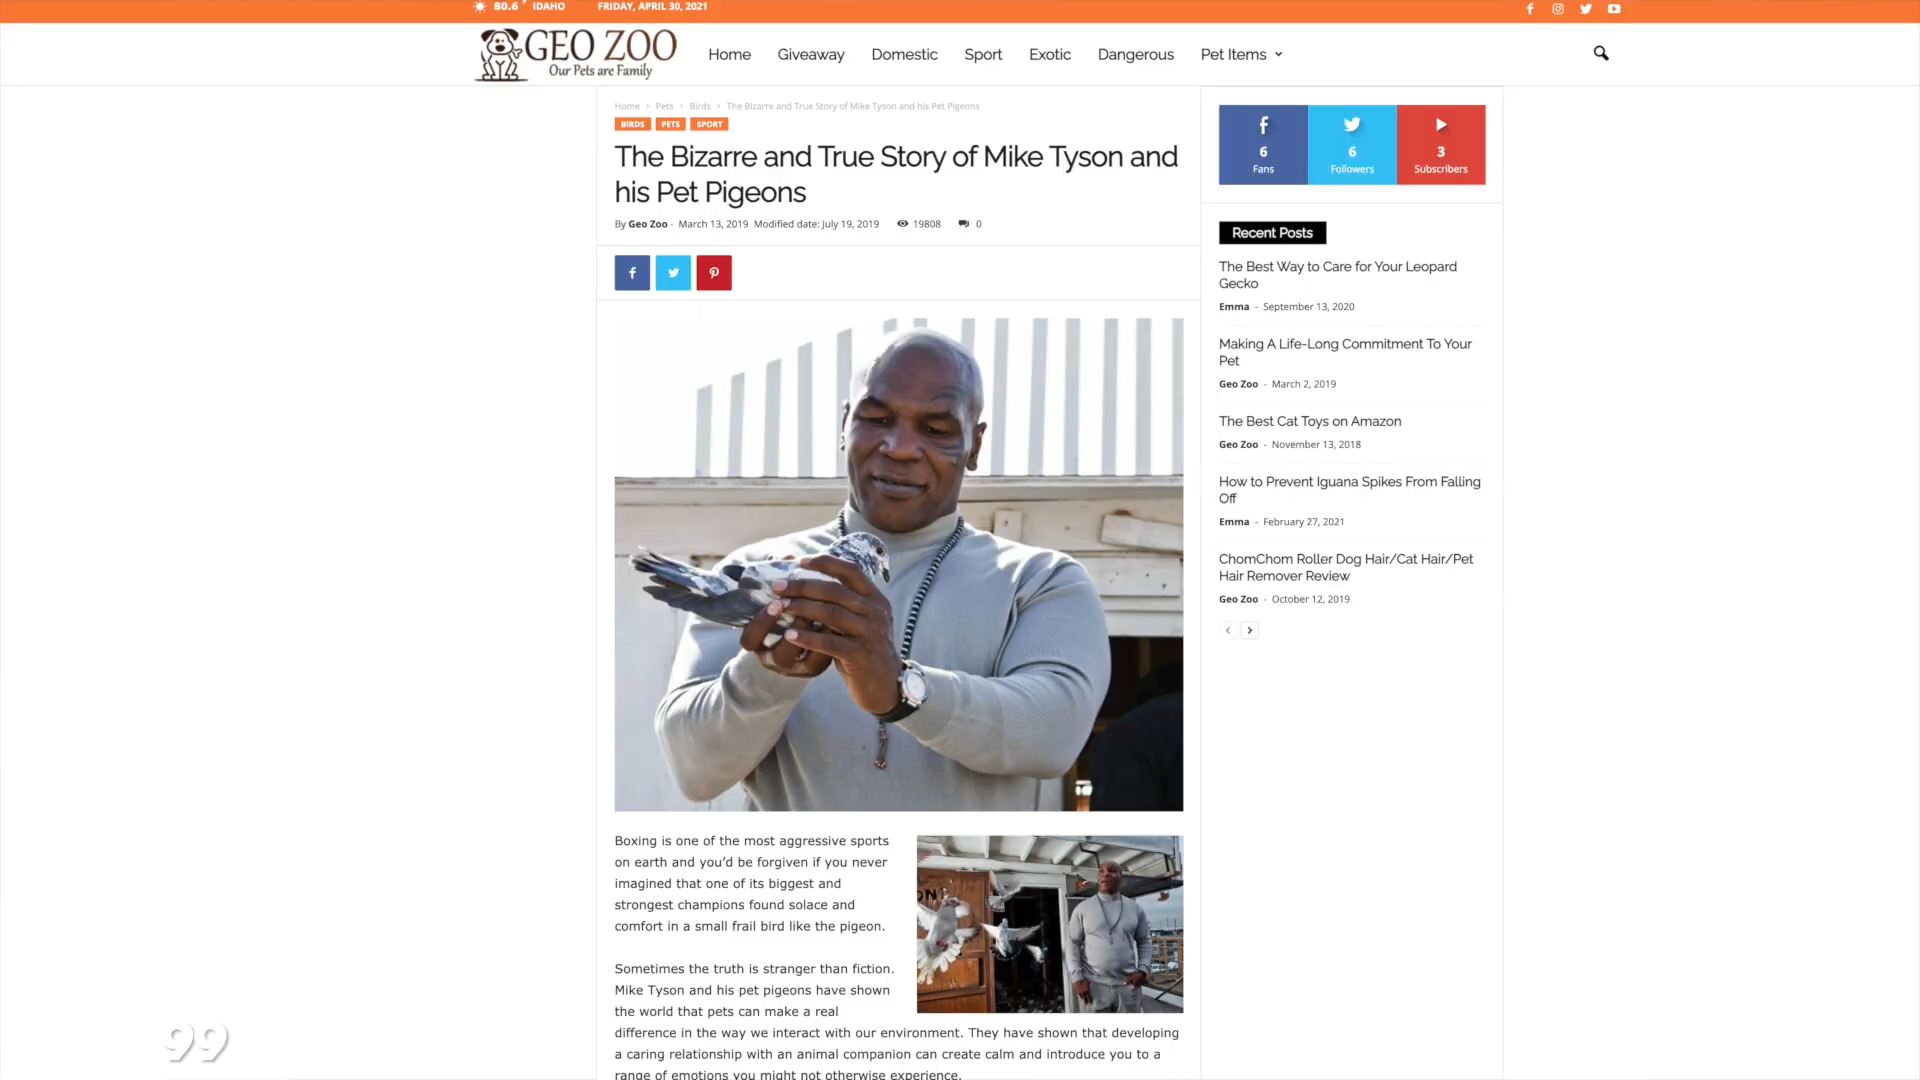 80.6 F IDAHO FRIDAY, APRIL 30, 2021
GEO ZOO
Our Pets are Family
Home Giveaway Domestic Sport Exotic Dangerous Pet Items
Home › Pets › Birds › The Bizarre and True Story of Mike Tyson and his Pet Pigeons
BIRDS PETS SPORT
The Bizarre and True Story of Mike Tyson and
his Pet Pigeons
By Geo Zoo - March 13, 2019 Modified date: July 19, 2019 19808 0
Boxing is one of the most aggressive sports
on earth and you’d be forgiven if you never
imagined that one of its biggest and
strongest champions found solace and
comfort in a small frail bird like the pigeon.
Sometimes the truth is stranger than fiction.
Mike Tyson and his pet pigeons have shown
the world that pets can make a real
difference in the way we interact with our environment. They have shown that developing
a caring relationship with an animal companion can create calm and introduce you to a
range of emotions you might not otherwise experience.
6 6 3
Fans Followers Subscribers
Recent Posts
The Best Way to Care for Your Leopard
Gecko
Emma - September 13, 2020
Making A Life-Long Commitment To Your
Pet
Geo Zoo - March 2, 2019
The Best Cat Toys on Amazon
Geo Zoo - November 13, 2018
How to Prevent Iguana Spikes From Falling
Off
Emma - February 27, 2021
ChomChom Roller Dog Hair/Cat Hair/Pet
Hair Remover Review
Geo Zoo - October 12, 2019
99